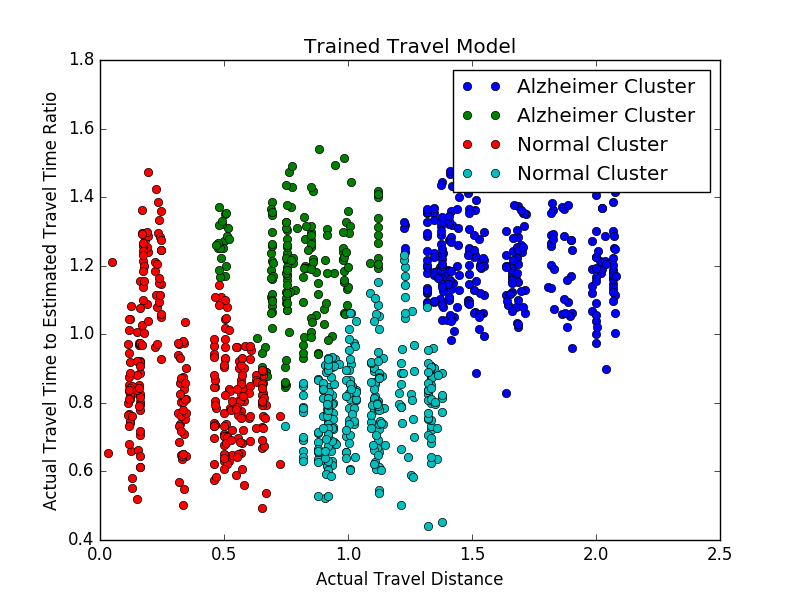 Trained Travel Model
Actual Travel Time to Estimated Travel Time Ratio
1.8
1.6
1.4
1.2
1.0
0.8
0.6
0.4
Alzheimer Cluster
Alzheimer Cluster
Normal Cluster
Normal Cluster
0.0 0.5 1.0 1.5 2.0 2.5
Actual Travel Distance